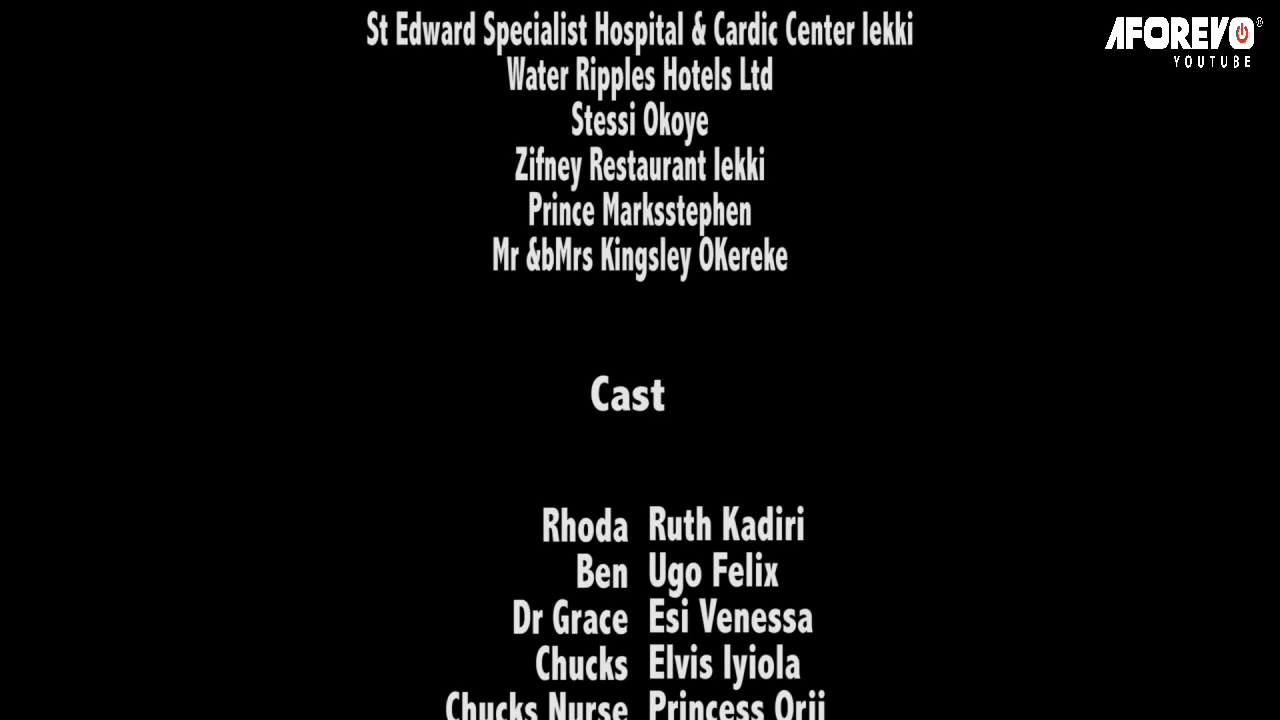 St Edward Specialist Hospital & Cardic Center lekki
AFOREVO®
YOUTUBE
Water Ripples Hotels Ltd
Stessi Okoye
Zifney Restaurant lekki
Prince Marksstephen
Mr &bMrs Kingsley OKereke
Cast
Rhoda Ruth Kadiri
Ben Ugo Felix
Dr Grace Esi Venessa
Chucks Elvis Iyiola
Chucks Nurse Princess Orji